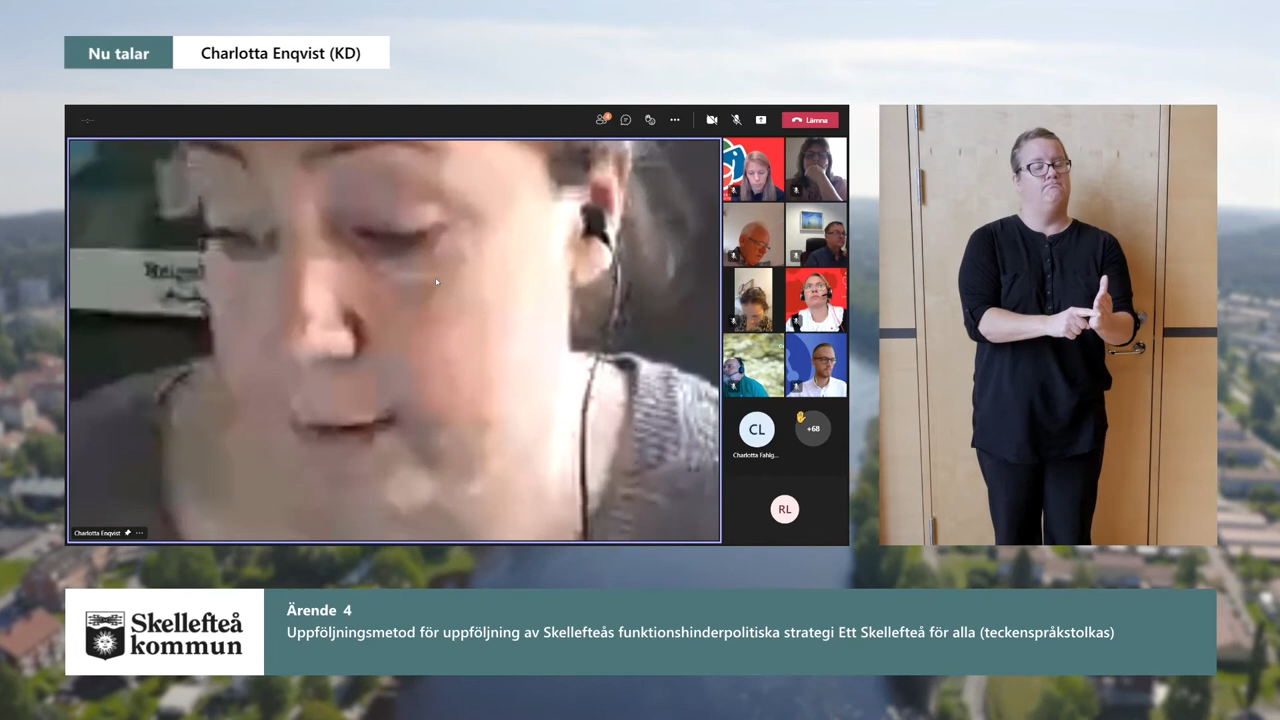 Nu talar
Charlotta Enqvist (KD)
4
Lämna
CL
+68
Charlotta Fahlg...
RL
Charlotta Enqvist
Skellefteå
kommun
Ärende 4
Uppföljningsmetod för uppföljning av Skellefteås funktionshinderpolitiska strategi Ett Skellefteå för alla (teckenspråkstolkas)